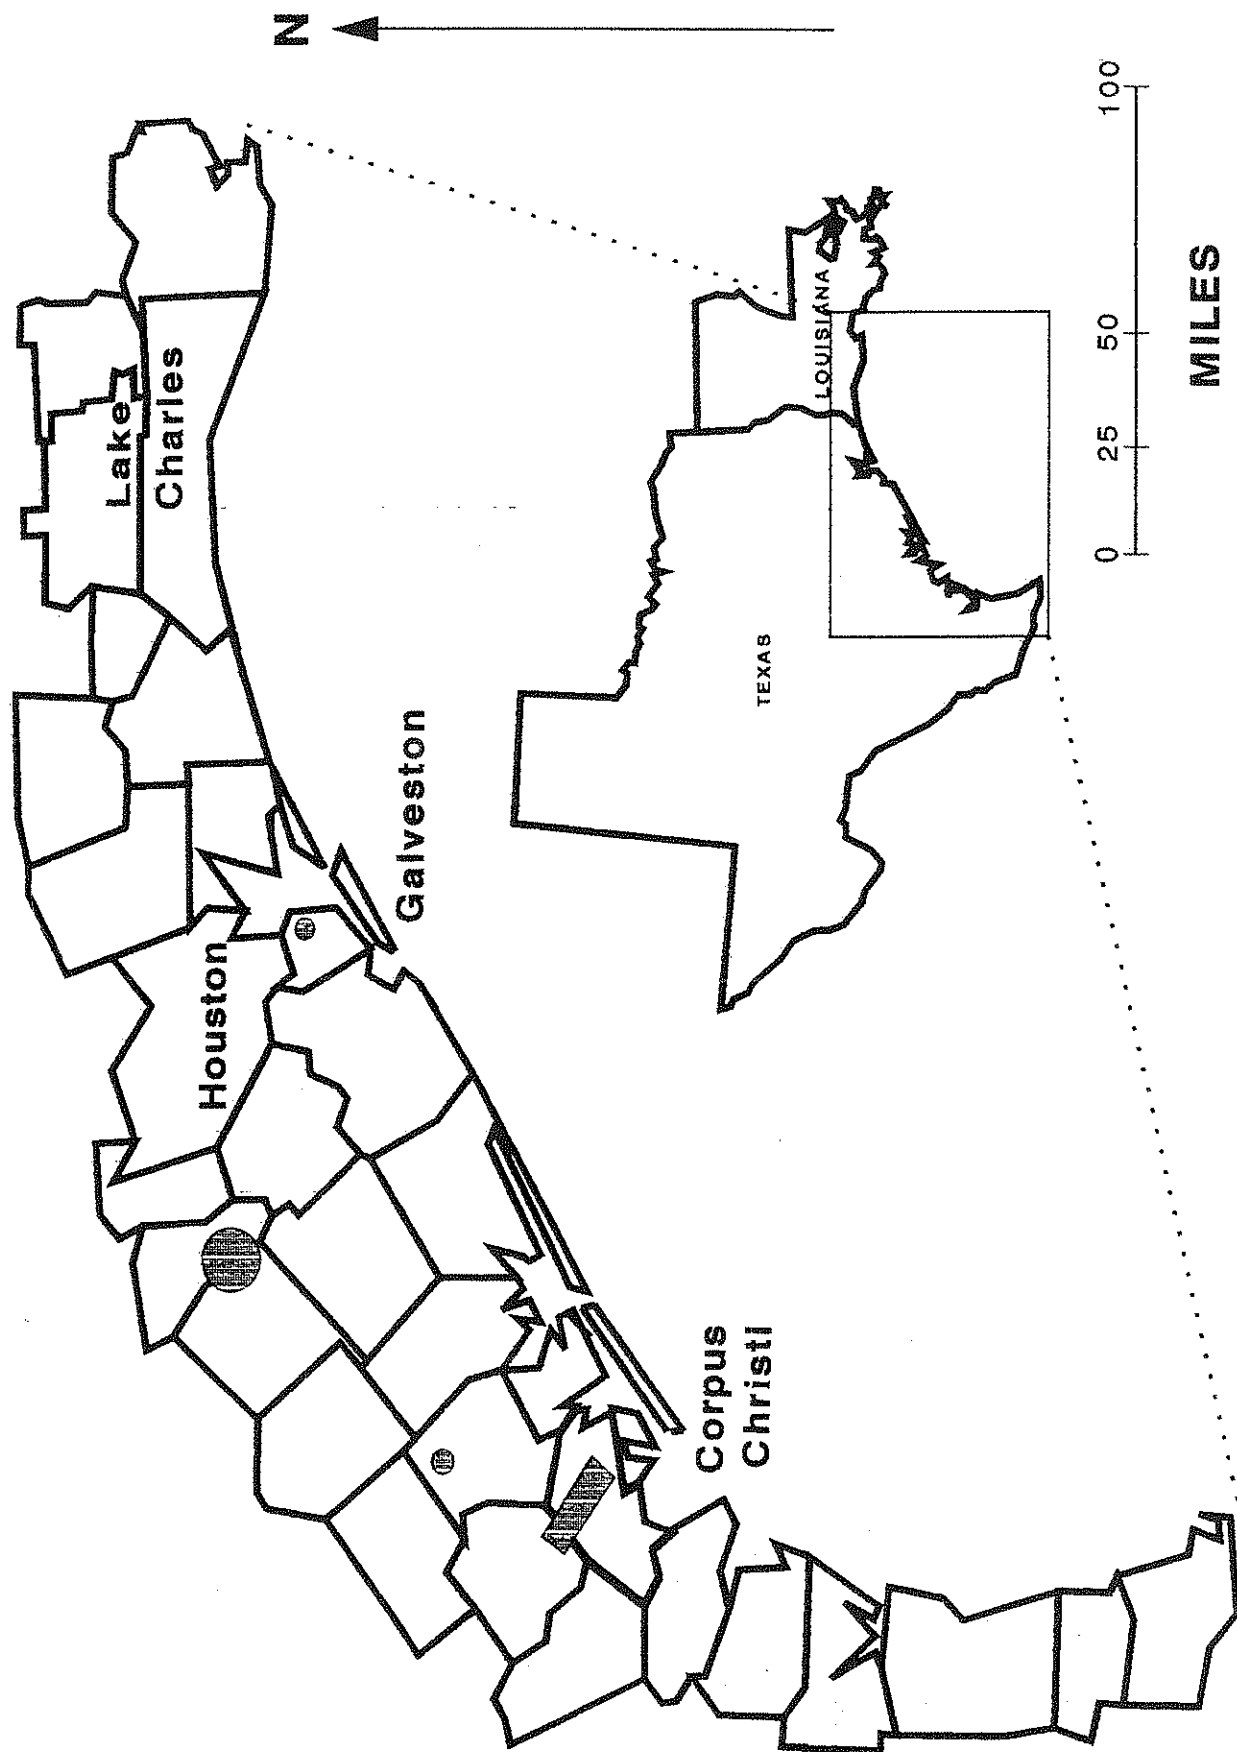 N
Lake
Charles
Houston
Galveston
Corpus
Christi
LOUISIANA
TEXAS
0 25 50 100
MILES